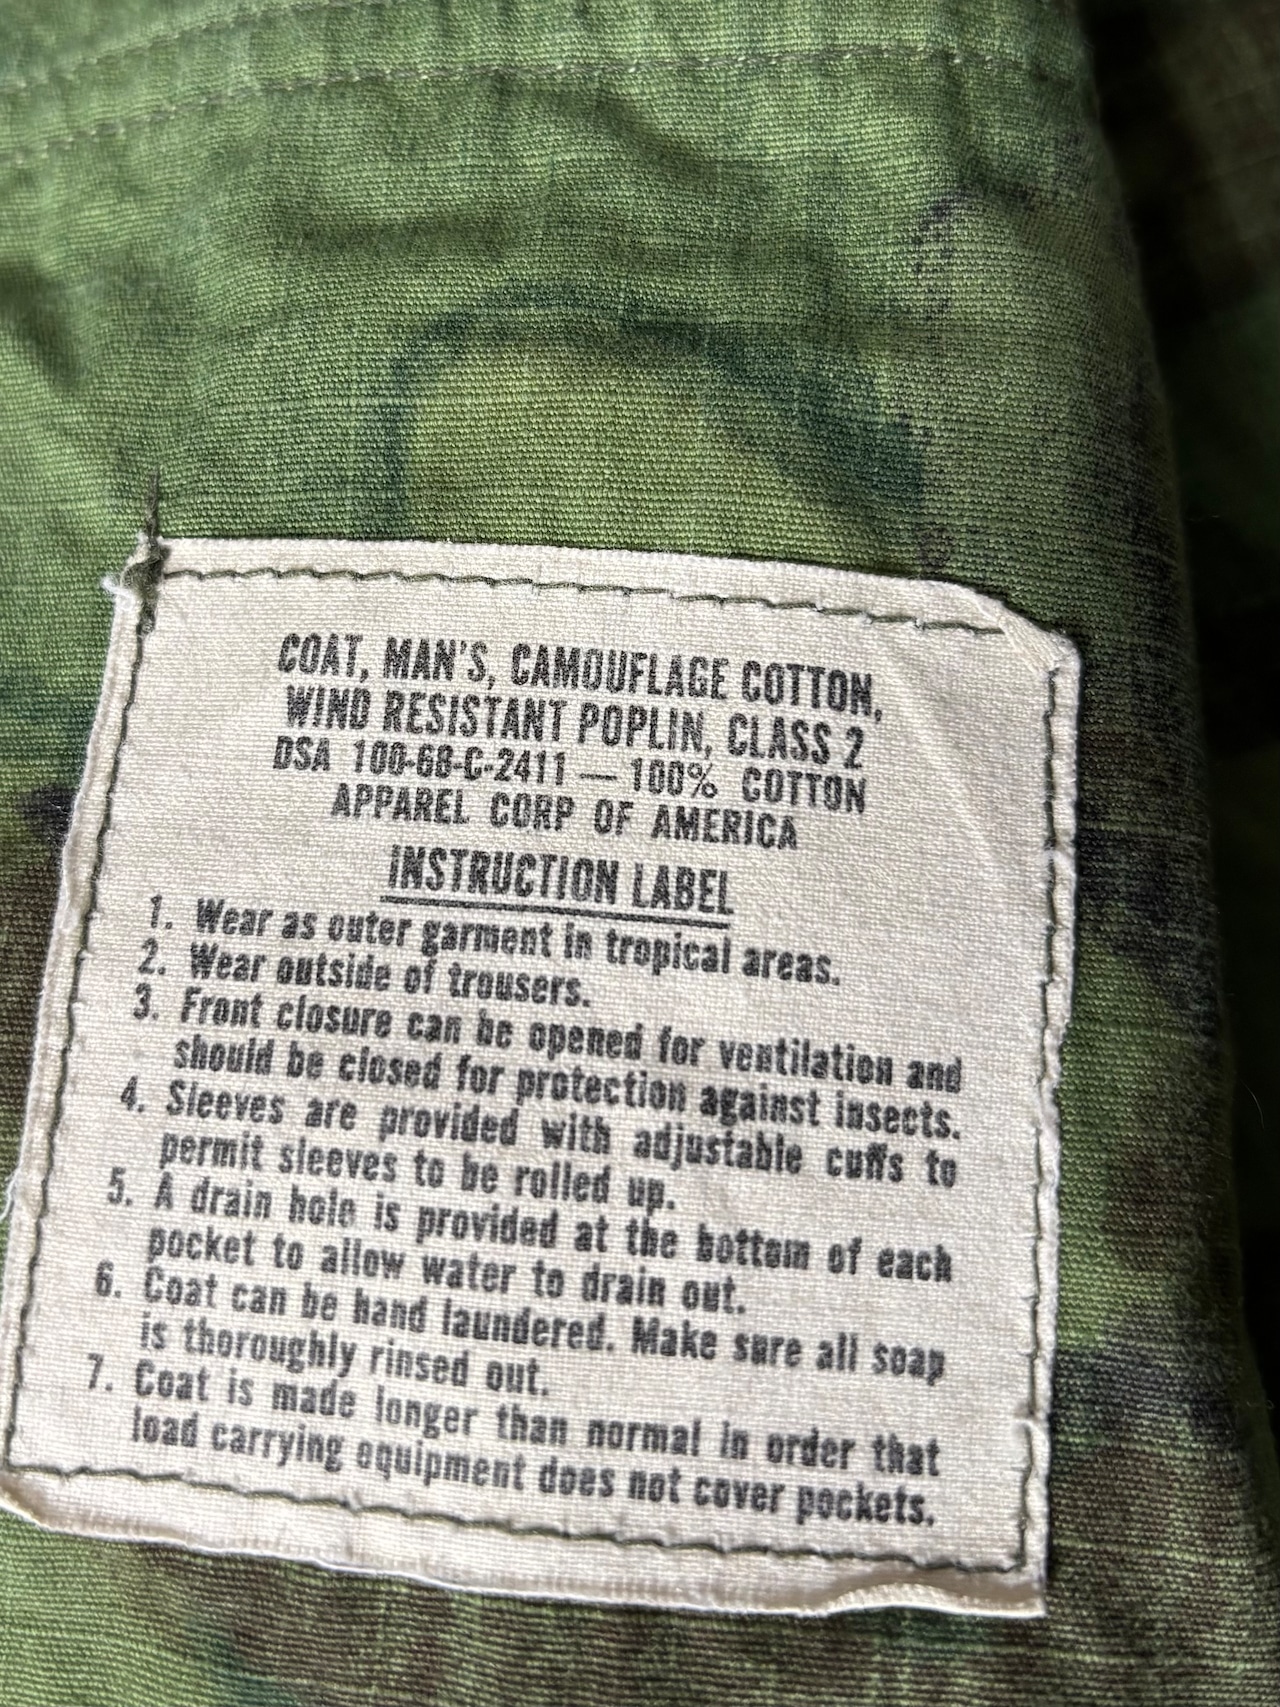 COAT, MAN'S, CAMOUFLAGE COTTON,
WIND RESISTANT POPLIN, CLASS 2
DSA 100-68-C-2411 — 100% COTTON
APPAREL CORP OF AMERICA
INSTRUCTION LABEL
1. Wear as outer garment in tropical areas.
2. Wear outside of trousers.
3. Front closure can be opened for ventilation and
should be closed for protection against insects.
4. Sleeves are provided with adjustable cuffs to
permit sleeves to be rolled up.
5. A drain hole is provided at the bottom of each
pocket to allow water to drain out.
6. Coat can be hand laundered. Make sure all soap
is thoroughly rinsed out.
7. Coat is made longer than normal in order that
load carrying equipment does not cover pockets.